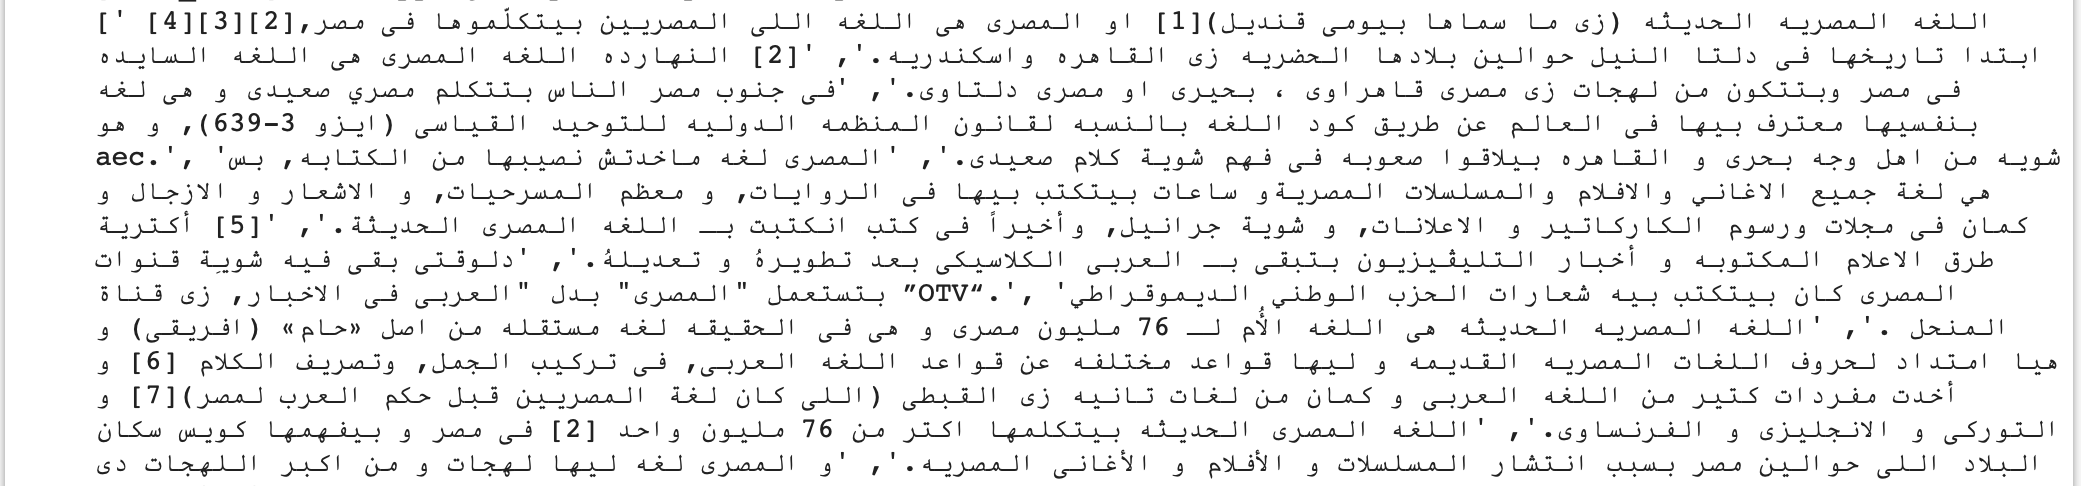 [' اللغه المصريه الحديثه (زى ما سماها بيومى قنديل)[1] او المصرى هى اللغه اللى المصريين بيتكلّموها فى مصر,[2][3][4]
ابتدا تاريخها فى دلتا النيل حوالين بلادها الحضريه زى القاهره واسكندريه.', '[2] النهارده اللغه المصرى هى اللغه السايده
فى مصر وبتتكون من لهجات زى مصرى قاهراوى ، بحيرى او مصرى دلتاوى.', 'فى جنوب مصر الناس بتتكلم مصري صعيدى و هى لغه
بنفسيها معترف بيها فى العالم عن طريق كود اللغه بالنسبه لقانون المنظمه الدوليه للتوحيد القياسى (ايزو 3-639), و هو
aec.', 'شويه من اهل وجه بحرى و القاهره بيلاقوا صعوبه فى فهم شوية كلام صعيدى.', 'المصرى لغه ماخدتش نصيبها من الكتابه, بس
هي لغة جميع الاغاني والافلام والمسلسلات المصريةو ساعات بيتكتب بيها فى الروايات, و معظم المسرحيات, و الاشعار و الازجال و
كمان فى مجلات ورسوم الكاركاتير و الاعلانات, و شوية جرانيل, وأخيراً فى كتب انكتبت بـ اللغه المصرى الحديثة.', '[5] أكترية
طرق الاعلام المكتوبه و أخبار التليڤيزيون بتبقى بـ العربى الكلاسيكى بعد تطويرهُ و تعديلهُ.', 'دلوقتى بقى فيه شويِة قنوات
بتستعمل "المصرى" بدل "العربى فى الاخبار, زى قناة ”OTV“.', 'المصرى كان بيتكتب بيه شعارات الحزب الوطني الديموقراطي
المنحل .', 'اللغه المصريه الحديثه هى اللغه الأُم لـ 76 مليون مصرى و هى فى الحقيقه لغه مستقله من اصل «حام» (افريقى) و
هيا امتداد لحروف اللغات المصريه القديمه و ليها قواعد مختلفه عن قواعد اللغه العربى, فى تركيب الجمل, وتصريف الكلام [6] و
أخدت مفردات كتير من اللغه العربى و كمان من لغات تانيه زى القبطى (اللى كان لغة المصريين قبل حكم العرب لمصر)[7] و
التوركى و الانجليزى و الفرنساوى.', 'اللغه المصرى الحديثه بيتكلمها اكتر من 76 مليون واحد [2] فى مصر و بيفهمها كويس سكان
البلاد اللى حوالين مصر بسبب انتشار المسلسلات و الأفلام و الأغانى المصريه.', 'و المصرى لغه ليها لهجات و من اكبر اللهجات دى